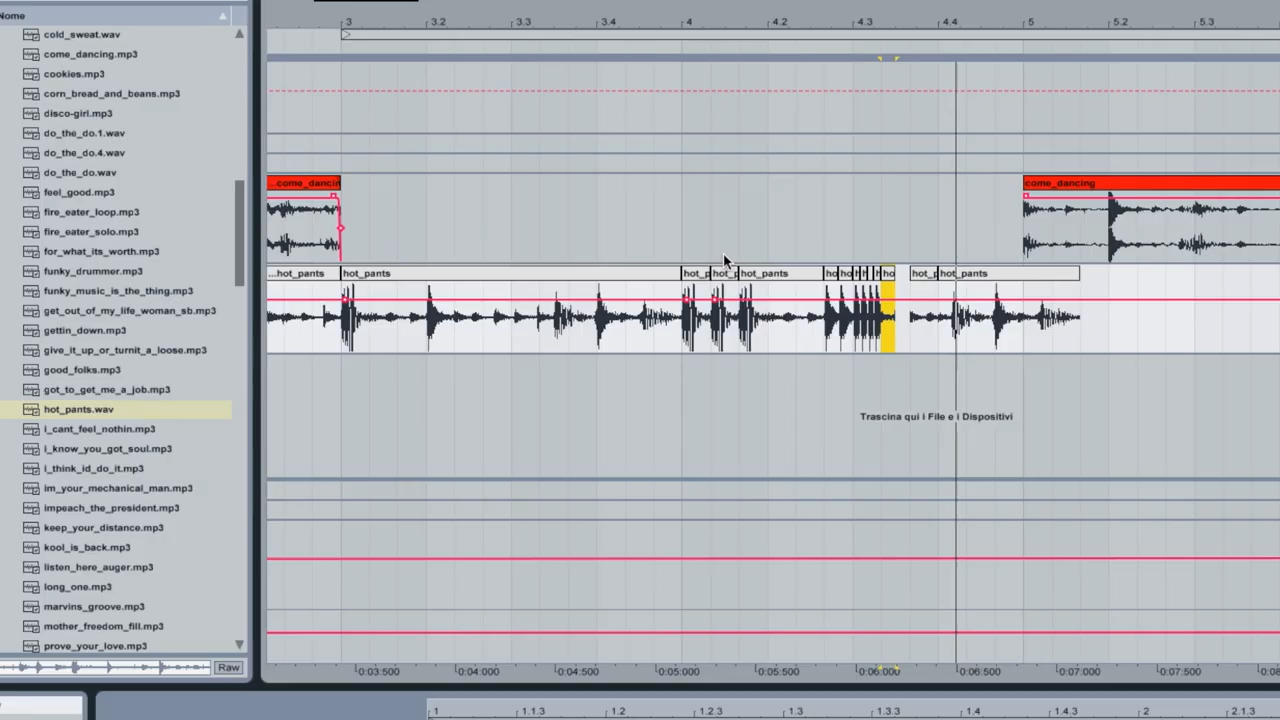 Nome
cold_sweat.wav
come_dancing.mp3
cookies.mp3
corn_bread_and_beans.mp3
disco-girl.mp3
do_the_do.1.wav
do_the_do.4.wav
do_the_do.wav
feel_good.mp3
fire_eater_loop.mp3
fire_eater_solo.mp3
for_what_its_worth.mp3
funky_drummer.mp3
funky_music_is_the_thing.mp3
get_out_of_my_life_woman_sb.mp3
gettin_down.mp3
give_it_up_or_turnit_a_loose.mp3
good_folks.mp3
got_to_get_me_a_job.mp3
hot_pants.wav
i_cant_feel_nothin.mp3
i_know_you_got_soul.mp3
i_think_id_do_it.mp3
im_your_mechanical_man.mp3
impeach_the_president.mp3
keep_your_distance.mp3
kool_is_back.mp3
listen_here_auger.mp3
long_one.mp3
marvins_groove.mp3
mother_freedom_fill.mp3
prove_your_love.mp3
Raw
3 3.2 3.3 3.4 4 4.2 4.3 4.4 5 5.2 5.3
...come_dancin come_dancing
...hot_pants hot_pants hot_p hot_p hot_pants ho ho h h h ho hot_p hot_pants
Trascina qui i File e i Dispositivi
0:03:500 0:04:000 0:04:500 0:05:000 0:05:500 0:06:000 0:06:500 0:07:000 0:07:500 0:08
1 1.1.3 1.2 1.2.3 1.3 1.3.3 1.4 1.4.3 2 2.1.3